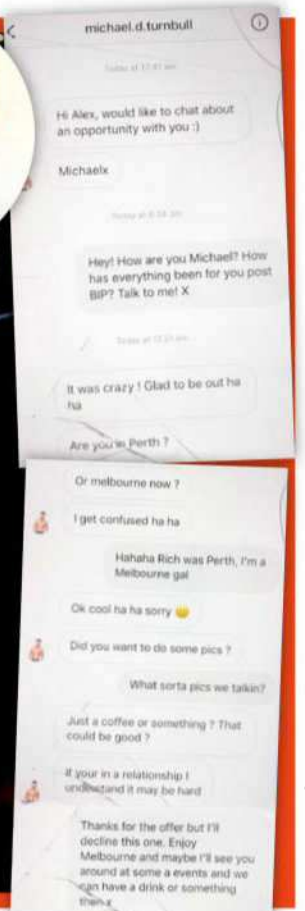 michael.d.turnbull
Hi Alex, would like to chat about
an opportunity with you :)
Michaelx
Hey! How are you Michael? How
has everything been for you post
BIP? Talk to me! X
It was crazy ! Glad to be out ha
ha
Are you in Perth ?
Or melbourne now ?
I get confused ha ha
Hahaha Rich was Perth, I'm a
Melbourne gal
Ok cool ha ha sorry 😀
Did you want to do some pics ?
What sorta pics we talkin?
Just a coffee or something ? That
could be good ?
If your in a relationship I
understand it may be hard
Thanks for the offer but I'll
decline this one. Enjoy
Melbourne and maybe I'll see you
around at some a events and we
can have a drink or something
then x